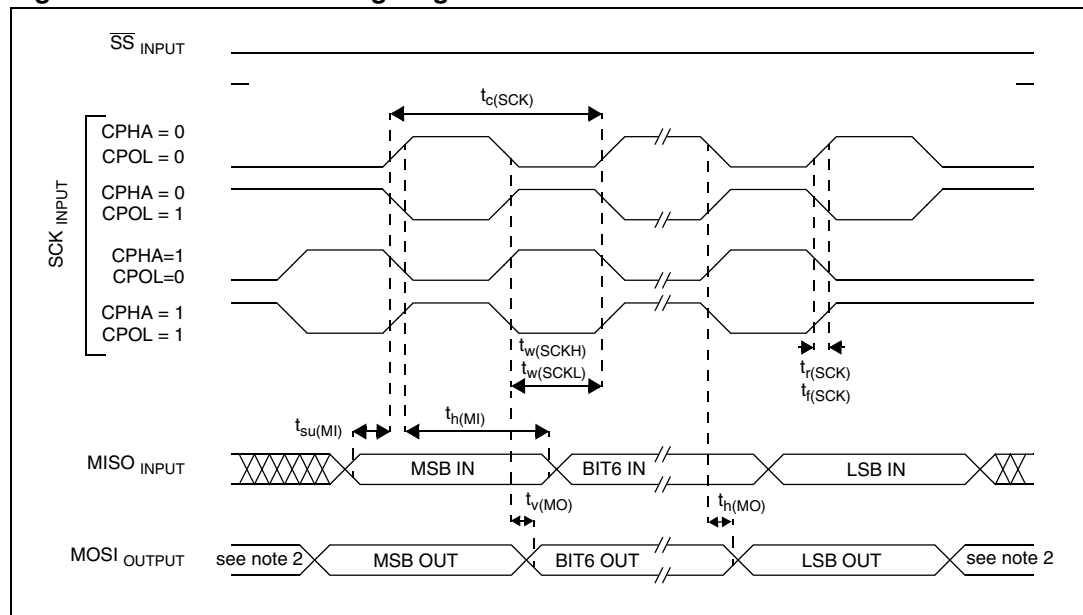 SS INPUT
tc(SCK)
SCK INPUT
CPHA = 0
CPOL = 0
CPHA = 0
CPOL = 1
CPHA=1
CPOL=0
CPHA = 1
CPOL = 1
tw(SCKH)
tw(SCKL)
tr(SCK)
tf(SCK)
tsu(MI)
th(MI)
MISO INPUT
MSB IN
BIT6 IN
LSB IN
tv(MO)
th(MO)
MOSI OUTPUT
see note 2
MSB OUT
BIT6 OUT
LSB OUT
see note 2